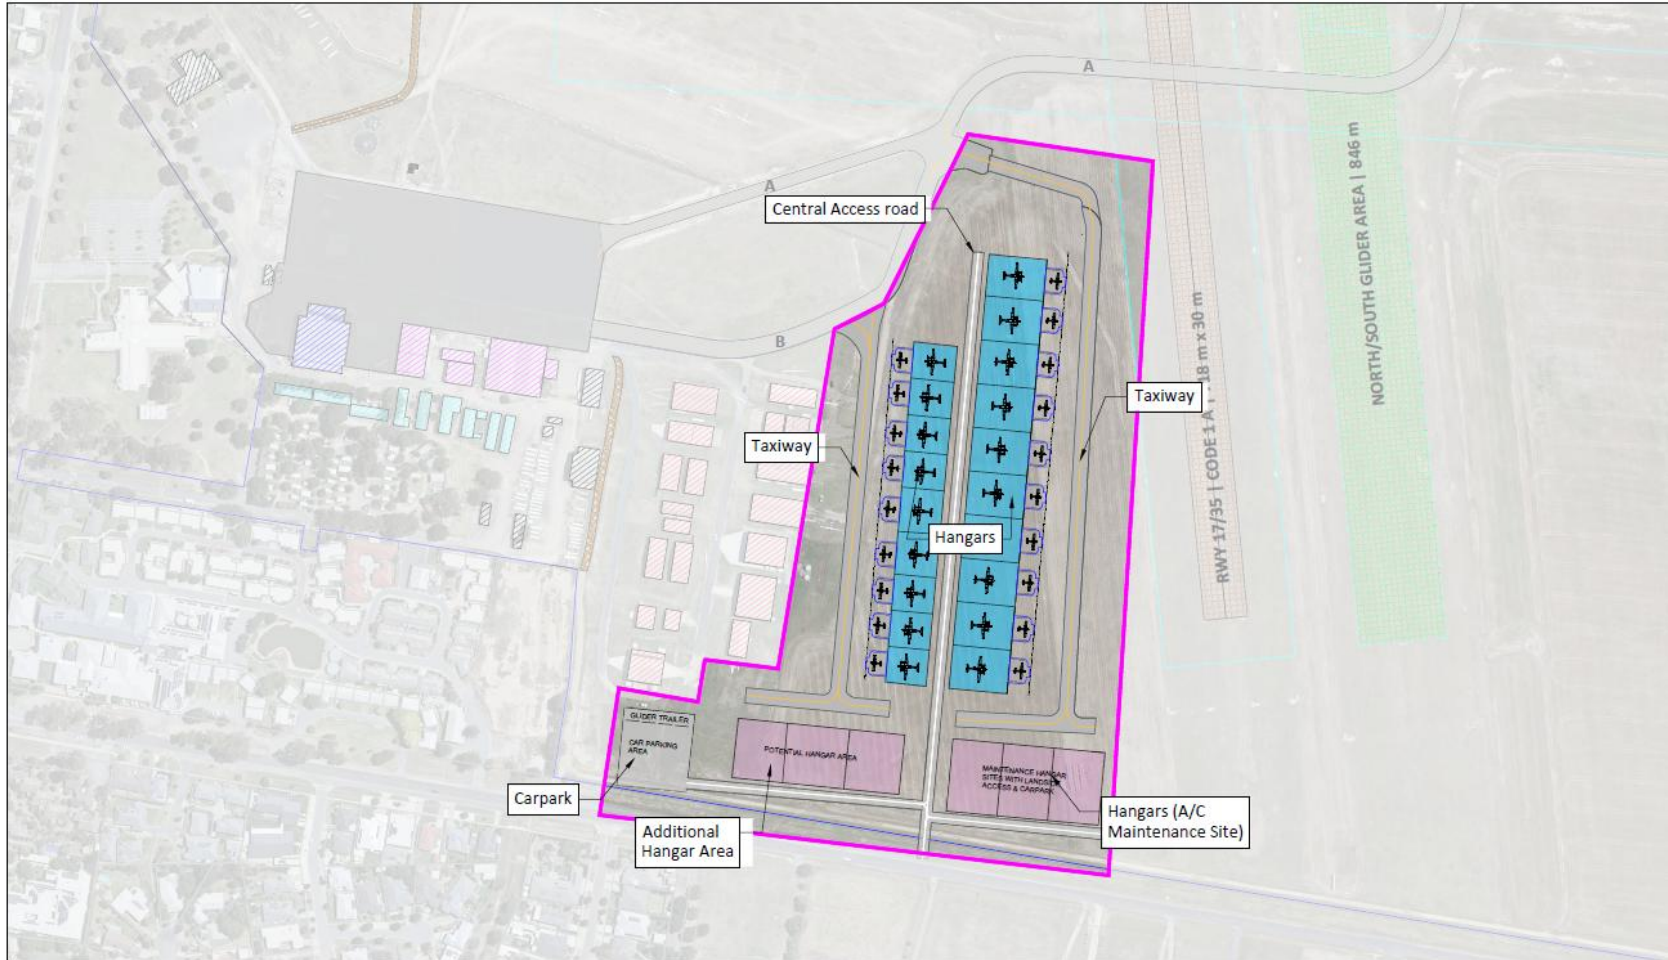 A
A
Central Access road
NORTH/SOUTH GLIDER AREA | 846 m
RWY 17/35 | CODE 1 A | - 18 m x 30 m
B
Taxiway
Taxiway
Hangars
GLIDER TRAILER
CAR PARKING
AREA
POTENTIAL HANGAR AREA
MAINTENANCE HANGAR
SITES WITH LANDSIDE
ACCESS & CARPARK
Carpark
Additional
Hangar Area
Hangars (A/C
Maintenance Site)